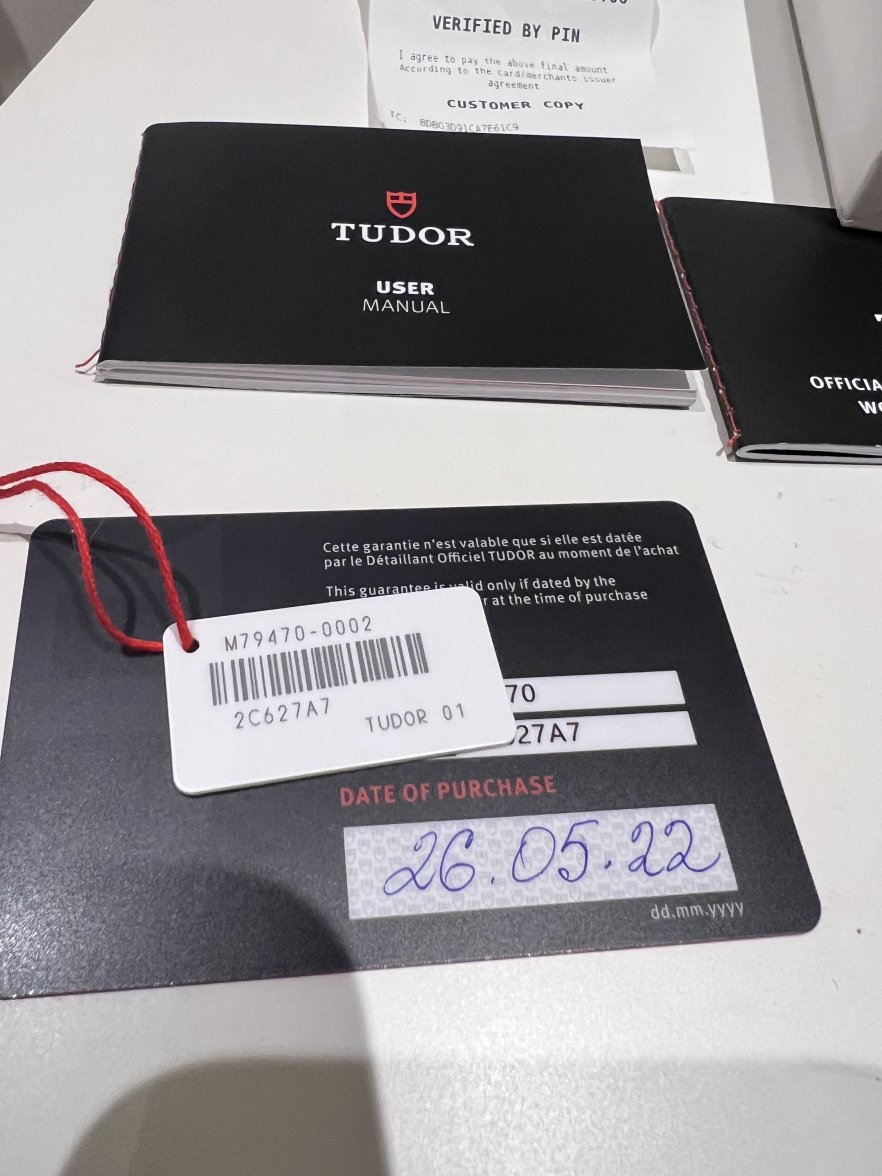 VERIFIED BY PIN
I agree to pay the above final amount
According to the card/merchants issuer
agreement
CUSTOMER COPY
TC: 8DB03D91CA7E61C9
TUDOR
USER
MANUAL
OFFICIA
WO
Cette garantie n'est valable que si elle est datée
par le Détaillant Officiel TUDOR au moment de l'achat
This guarantee is valid only if dated by the
r at the time of purchase
M79470-0002
2C627A7
TUDOR 01
70
627A7
DATE OF PURCHASE
26.05.22
dd.mm.yyyy